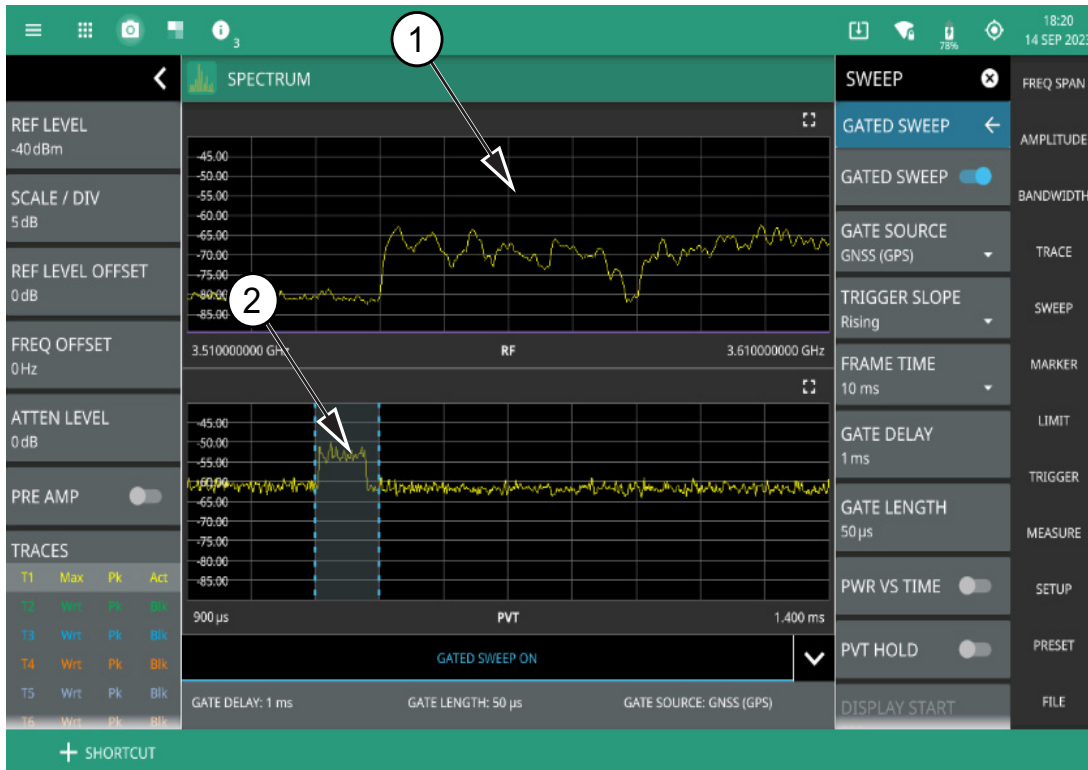 3
1
18:20
78%
14 SEP 2023
SPECTRUM
SWEEP
FREQ SPAN
REF LEVEL
-40 dBm
GATED SWEEP
AMPLITUDE
-45.00
-50.00
-55.00
-60.00
-65.00
-70.00
-75.00
-80.00
-85.00
GATED SWEEP
BANDWIDTH
SCALE / DIV
5 dB
GATE SOURCE
GNSS (GPS)
TRACE
REF LEVEL OFFSET
0 dB
2
TRIGGER SLOPE
Rising
SWEEP
FREQ OFFSET
0 Hz
3.510000000 GHz
RF
3.610000000 GHz
FRAME TIME
10 ms
MARKER
ATTEN LEVEL
0 dB
-45.00
-50.00
-55.00
-60.00
-65.00
-70.00
-75.00
-80.00
-85.00
GATE DELAY
1 ms
LIMIT
TRIGGER
PRE AMP
GATE LENGTH
50 µs
MEASURE
TRACES
T1 Max Pk Act
T2 Wrt Pk Blk
T3 Wrt Pk Blk
T4 Wrt Pk Blk
T5 Wrt Pk Blk
T6 Wrt Pk Blk
900 µs
PVT
1.400 ms
PWR VS TIME
SETUP
GATED SWEEP ON
PVT HOLD
PRESET
GATE DELAY: 1 ms
GATE LENGTH: 50 µs
GATE SOURCE: GNSS (GPS)
DISPLAY START
FILE
+ SHORTCUT